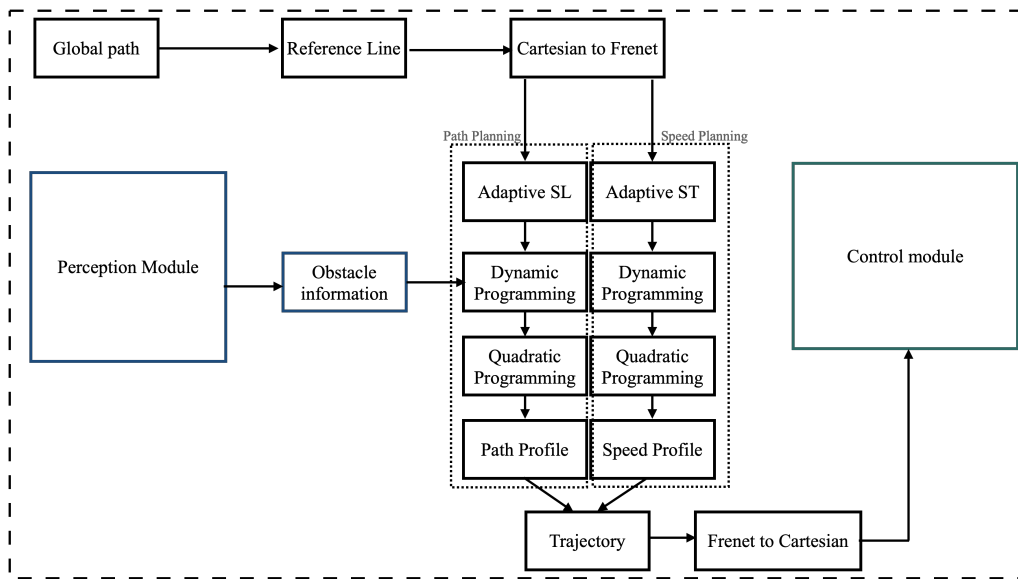 Global path
Reference Line
Cartesian to Frenet
Path Planning
Speed Planning
Adaptive SL
Adaptive ST
Perception Module
Control module
Obstacle
information
Dynamic
Programming
Dynamic
Programming
Quadratic
Programming
Quadratic
Programming
Path Profile
Speed Profile
Trajectory
Frenet to Cartesian